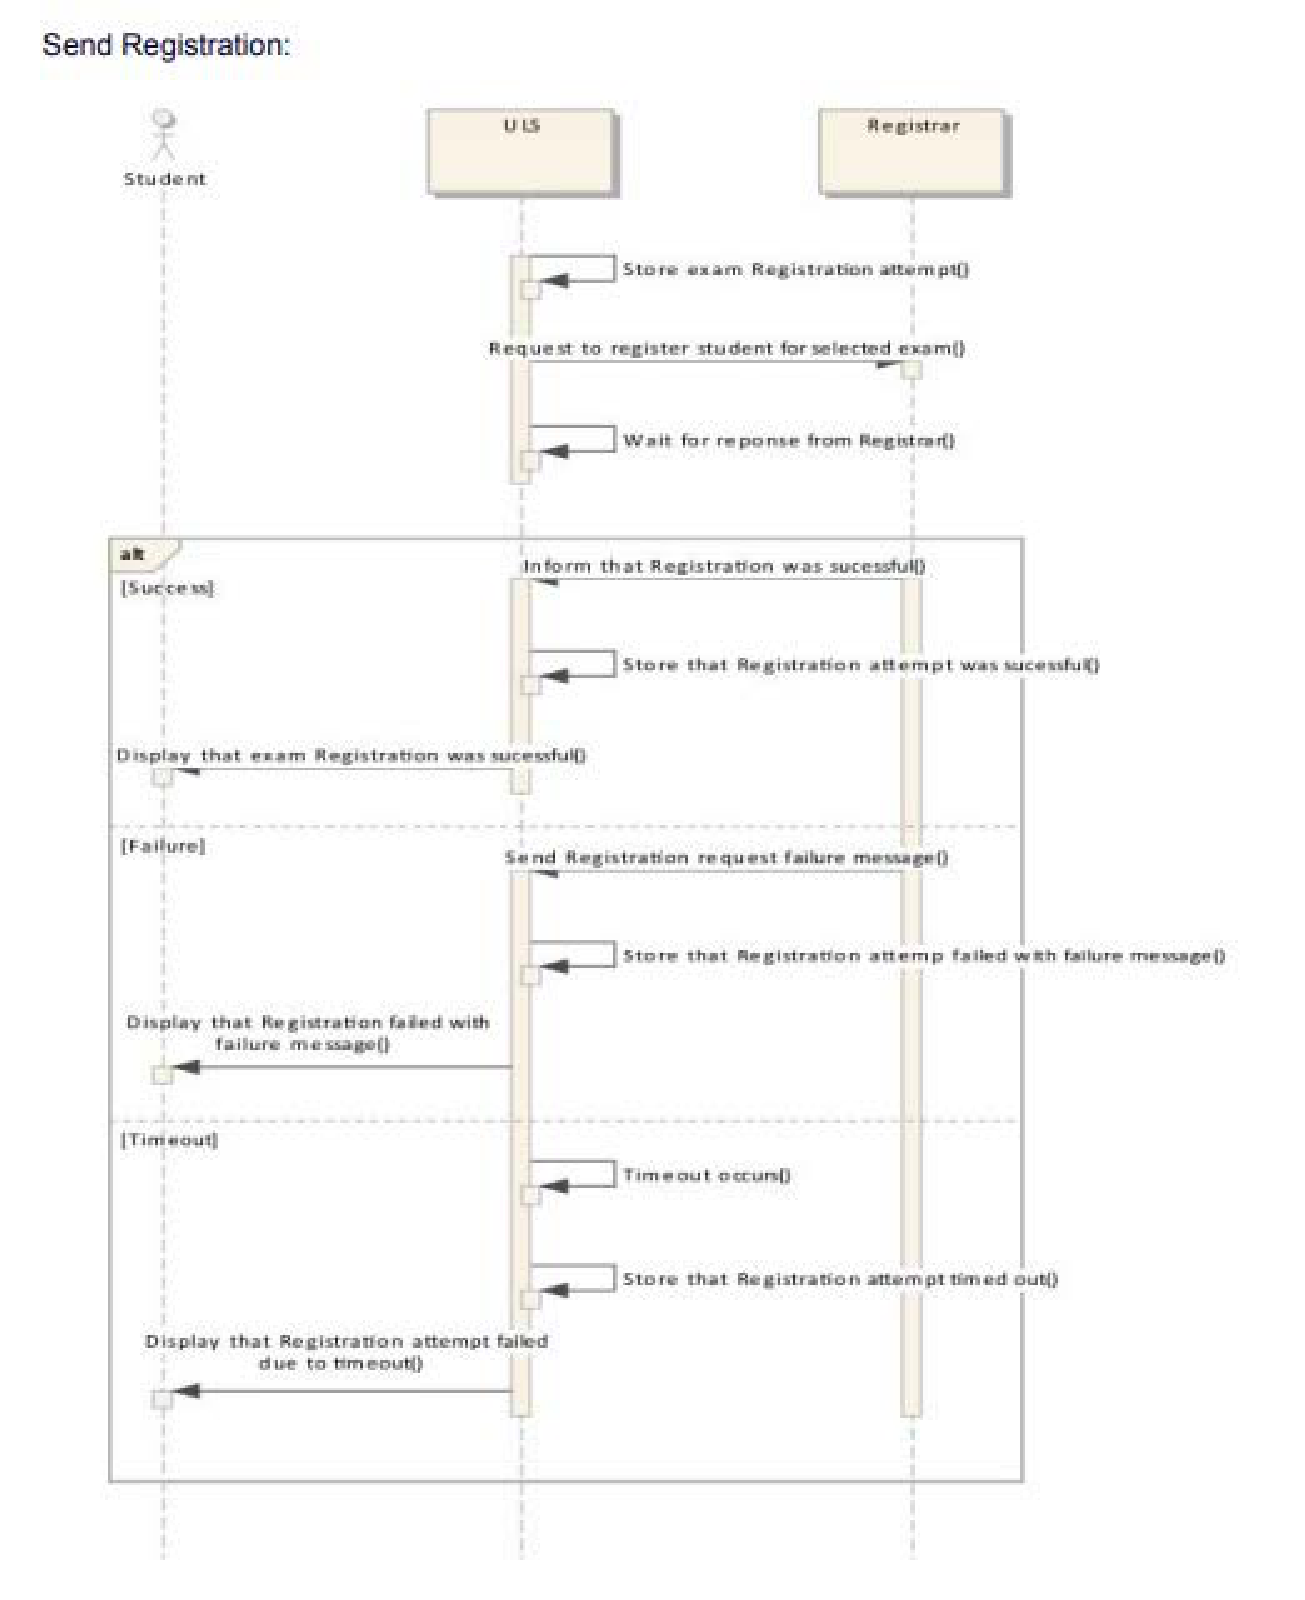 Send Registration:
Student
ULS
Registrar
Store exam Registration attempt()
Request to register student for selected exam()
Wait for reponse from Registrar()
alt
[Success]
Inform that Registration was sucessful()
Store that Registration attempt was sucessful()
Display that exam Registration was sucessful()
[Failure]
Send Registration request failure message()
Store that Registration attemp failed with failure message()
Display that Registration failed with
failure message()
[Timeout]
Timeout occurs()
Store that Registration attempt timed out()
Display that Registration attempt failed
due to timeout()